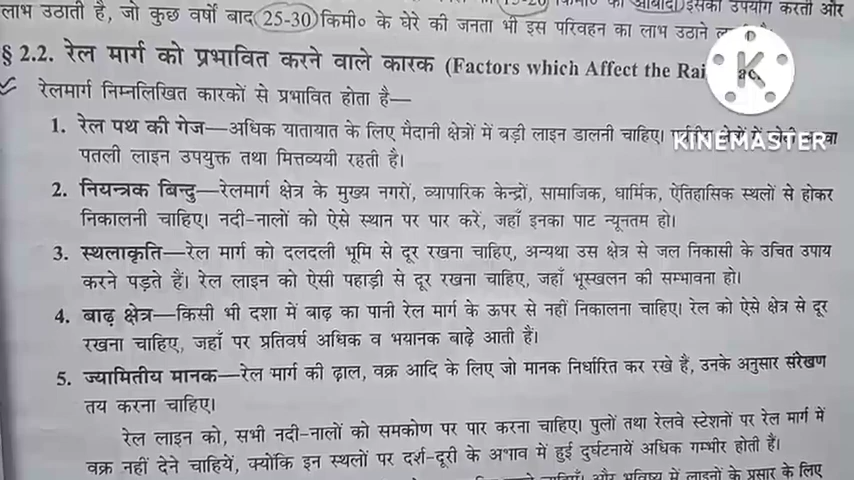 लाभ उठाती है, जो कुछ वर्षों बाद 25-30 किमी० के घेरे की जनता भी इस परिवहन का लाभ उठाने
§ 2.2. रेल मार्ग को प्रभावित करने वाले कारक (Factors which Affect the
K
रेलमार्ग निम्नलिखित कारकों से प्रभावित होता है—
1. रेल पथ की गेज—अधिक यातायात के लिए मैदानी क्षेत्रों में बड़ी लाइन डालनी चाहिए।
KINEMASTER
पतली लाइन उपयुक्त तथा मित्तव्ययी रहती है।
2. नियन्त्रक बिन्दु—रेलमार्ग क्षेत्र के मुख्य नगरों, व्यापारिक केन्द्रों, सामाजिक, धार्मिक, ऐतिहासिक स्थलों से होकर
निकालनी चाहिए। नदी-नालों को ऐसे स्थान पर पार करें, जहाँ इनका पाट न्यूनतम हो।
3. स्थलाकृति—रेल मार्ग को दलदली भूमि से दूर रखना चाहिए, अन्यथा उस क्षेत्र से जल निकासी के उचित उपाय
करने पड़ते हैं। रेल लाइन को ऐसी पहाड़ी से दूर रखना चाहिए, जहाँ भूस्खलन की सम्भावना हो।
4. बाढ़ क्षेत्र—किसी भी दशा में बाढ़ का पानी रेल मार्ग के ऊपर से नहीं निकालना चाहिए। रेल को ऐसे क्षेत्र से दूर
रखना चाहिए, जहाँ पर प्रतिवर्ष अधिक व भयानक बाढ़े आती हैं।
5. ज्यामितीय मानक—रेल मार्ग की ढ़ाल, वक्र आदि के लिए जो मानक निर्धारित कर रखे हैं, उनके अनुसार संरेखण
तय करना चाहिए।
रेल लाइन को, सभी नदी-नालों को समकोण पर पार करना चाहिए। पुलों तथा रेलवे स्टेशनों पर रेल मार्ग में
वक्र नहीं देने चाहियें, क्योंकि इन स्थलों पर दर्श-दूरी के अभाव में हुई दुर्घटनायें अधिक गम्भीर होती हैं।
और भविष्य में लाइनों के प्रसार के लिए